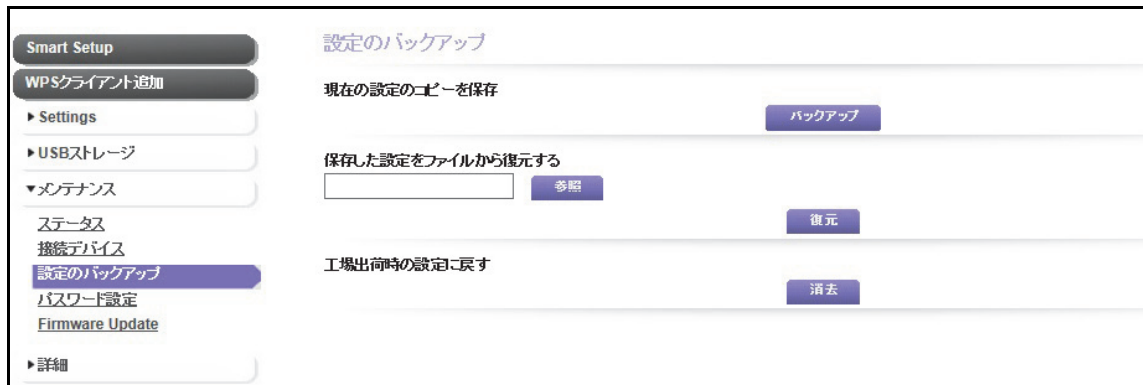 Smart Setup
WPSクライアント追加
▶ Settings
▶USBストレージ
▼メンテナンス
ステータス
接続デバイス
設定のバックアップ
パスワード設定
Firmware Update
▶詳細
設定のバックアップ
現在の設定のコピーを保存
バックアップ
保存した設定をファイルから復元する
参照
復元
工場出荷時の設定に戻す
消去